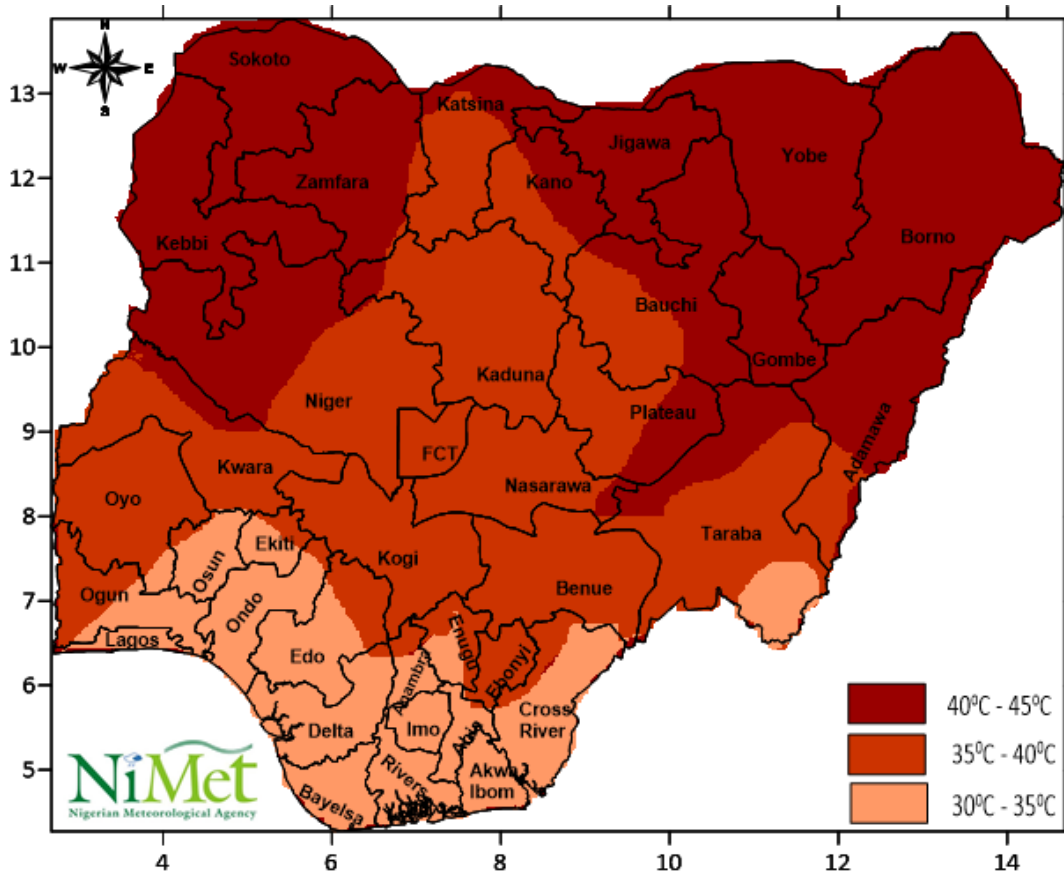 N
W E
S
13
12
11
10
9
8
7
6
5
4 6 8 10 12 14
Sokoto
Katsina
Jigawa
Yobe
Zamfara
Kano
Kebbi
Borno
Bauchi
Gombe
Kaduna
Niger
Plateau
Adamawa
FCT
Kwara
Nasarawa
Oyo
Taraba
Ekiti
Kogi
Osun
Benue
Ogun
Ondo
Enugu
Lagos
Edo
Anambra
Ebonyi
Cross
River
Delta
Imo
Abia
Rivers
Akwa
Ibom
Bayelsa
NiMet
Nigerian Meteorological Agency
40⁰C - 45⁰C
35⁰C - 40⁰C
30⁰C - 35⁰C